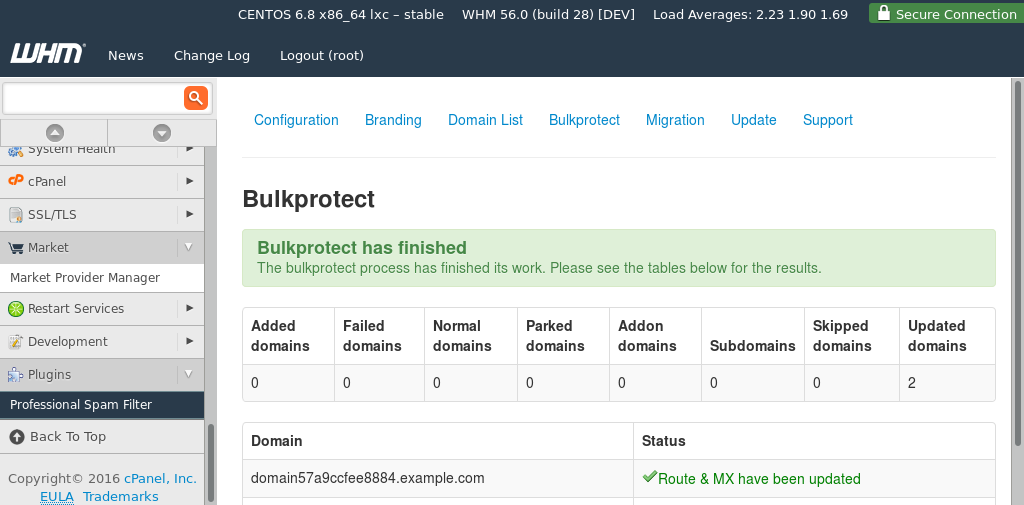 CENTOS 6.8 x86_64 lxc – stable WHM 56.0 (build 28) [DEV] Load Averages: 2.23 1.90 1.69 Secure Connection
WHM News Change Log Logout (root)
Configuration Branding Domain List Bulkprotect Migration Update Support
System Health
cPanel
SSL/TLS
Market
Market Provider Manager
Restart Services
Development
Plugins
Professional Spam Filter
Back To Top
Copyright© 2016 cPanel, Inc.
EULA Trademarks
Bulkprotect
Bulkprotect has finished
The bulkprotect process has finished its work. Please see the tables below for the results.
Added domains Failed domains Normal domains Parked domains Addon domains Subdomains Skipped domains Updated domains
0 0 0 0 0 0 0 2
Domain Status
domain57a9ccfee8884.example.com Route & MX have been updated